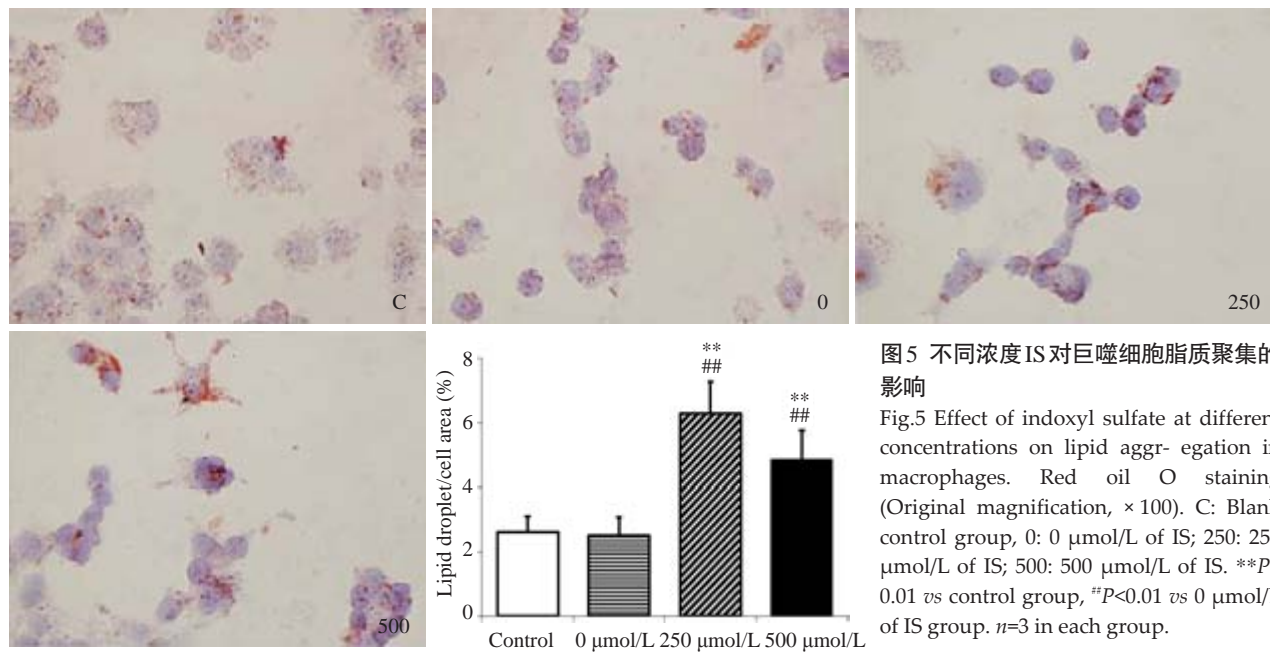 C
0
250
500
Lipid droplet/cell area (%)
8
6
4
2
0
**
##
**
##
Control 0 μmol/L 250 μmol/L 500 μmol/L
图5 不同浓度IS对巨噬细胞脂质聚集的
影响
Fig.5 Effect of indoxyl sulfate at differen
concentrations on lipid aggr- egation i
macrophages. Red oil O stainin
(Original magnification, ×100). C: Blan
control group, 0: 0 μmol/L of IS; 250: 25
μmol/L of IS; 500: 500 μmol/L of IS. **P
0.01 vs control group, ##P<0.01 vs 0 μmol/
of IS group. n=3 in each group.